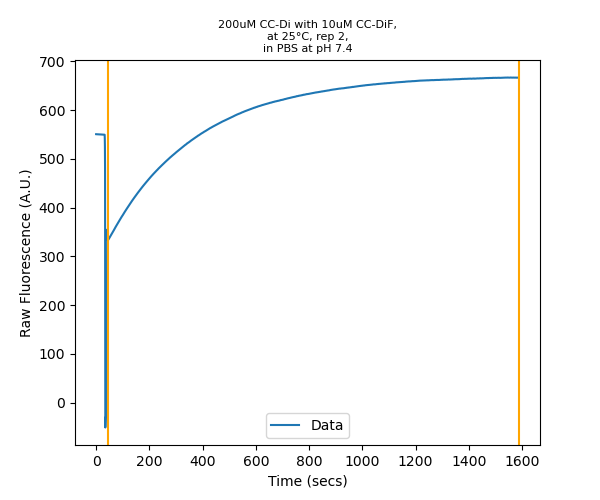 200uM CC-Di with 10uM CC-DiF,
at 25°C, rep 2,
in PBS at pH 7.4
700
600
500
400
300
200
100
0
Raw Fluorescence (A.U.)
Data
0 200 400 600 800 1000 1200 1400 1600
Time (secs)